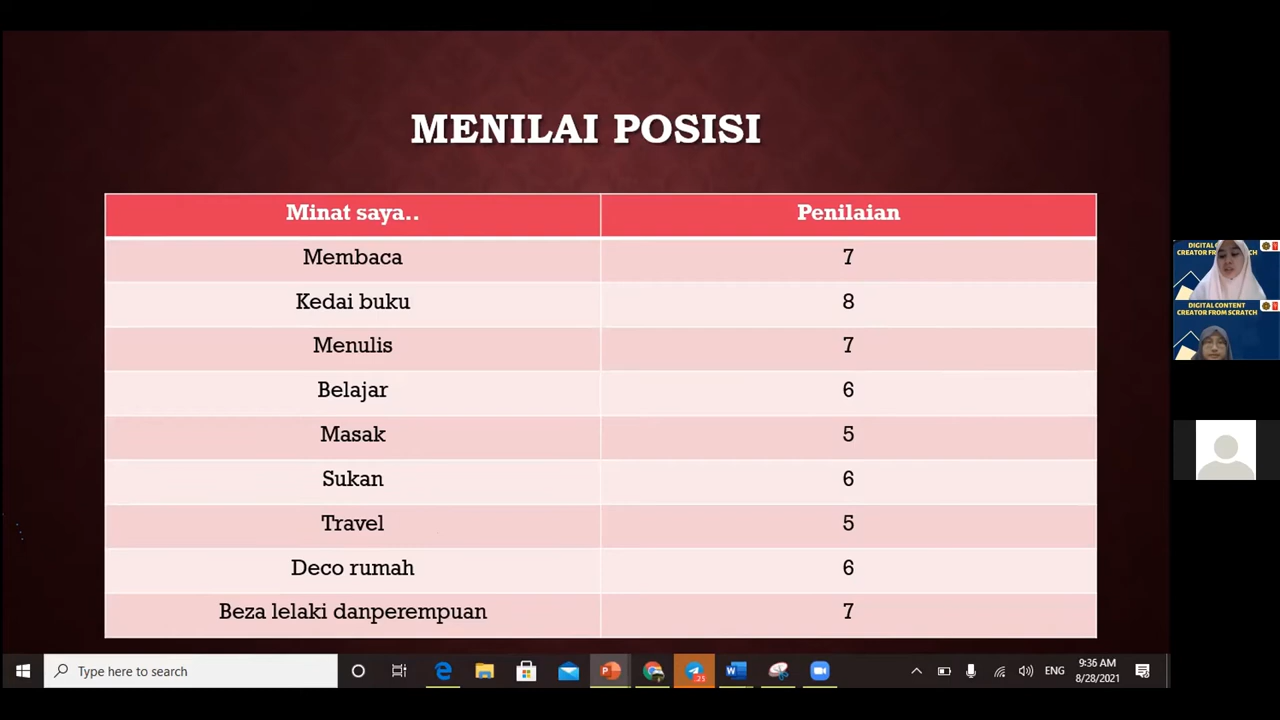 MENILAI POSISI
Minat saya.. Penilaian
Membaca 7
Kedai buku 8
Menulis 7
Belajar 6
Masak 5
Sukan 6
Travel 5
Deco rumah 6
Beza lelaki danperempuan 7
DIGITAL CONTENT
CREATOR FROM SCRATCH
Type here to search
ENG
9:36 AM
8/28/2021